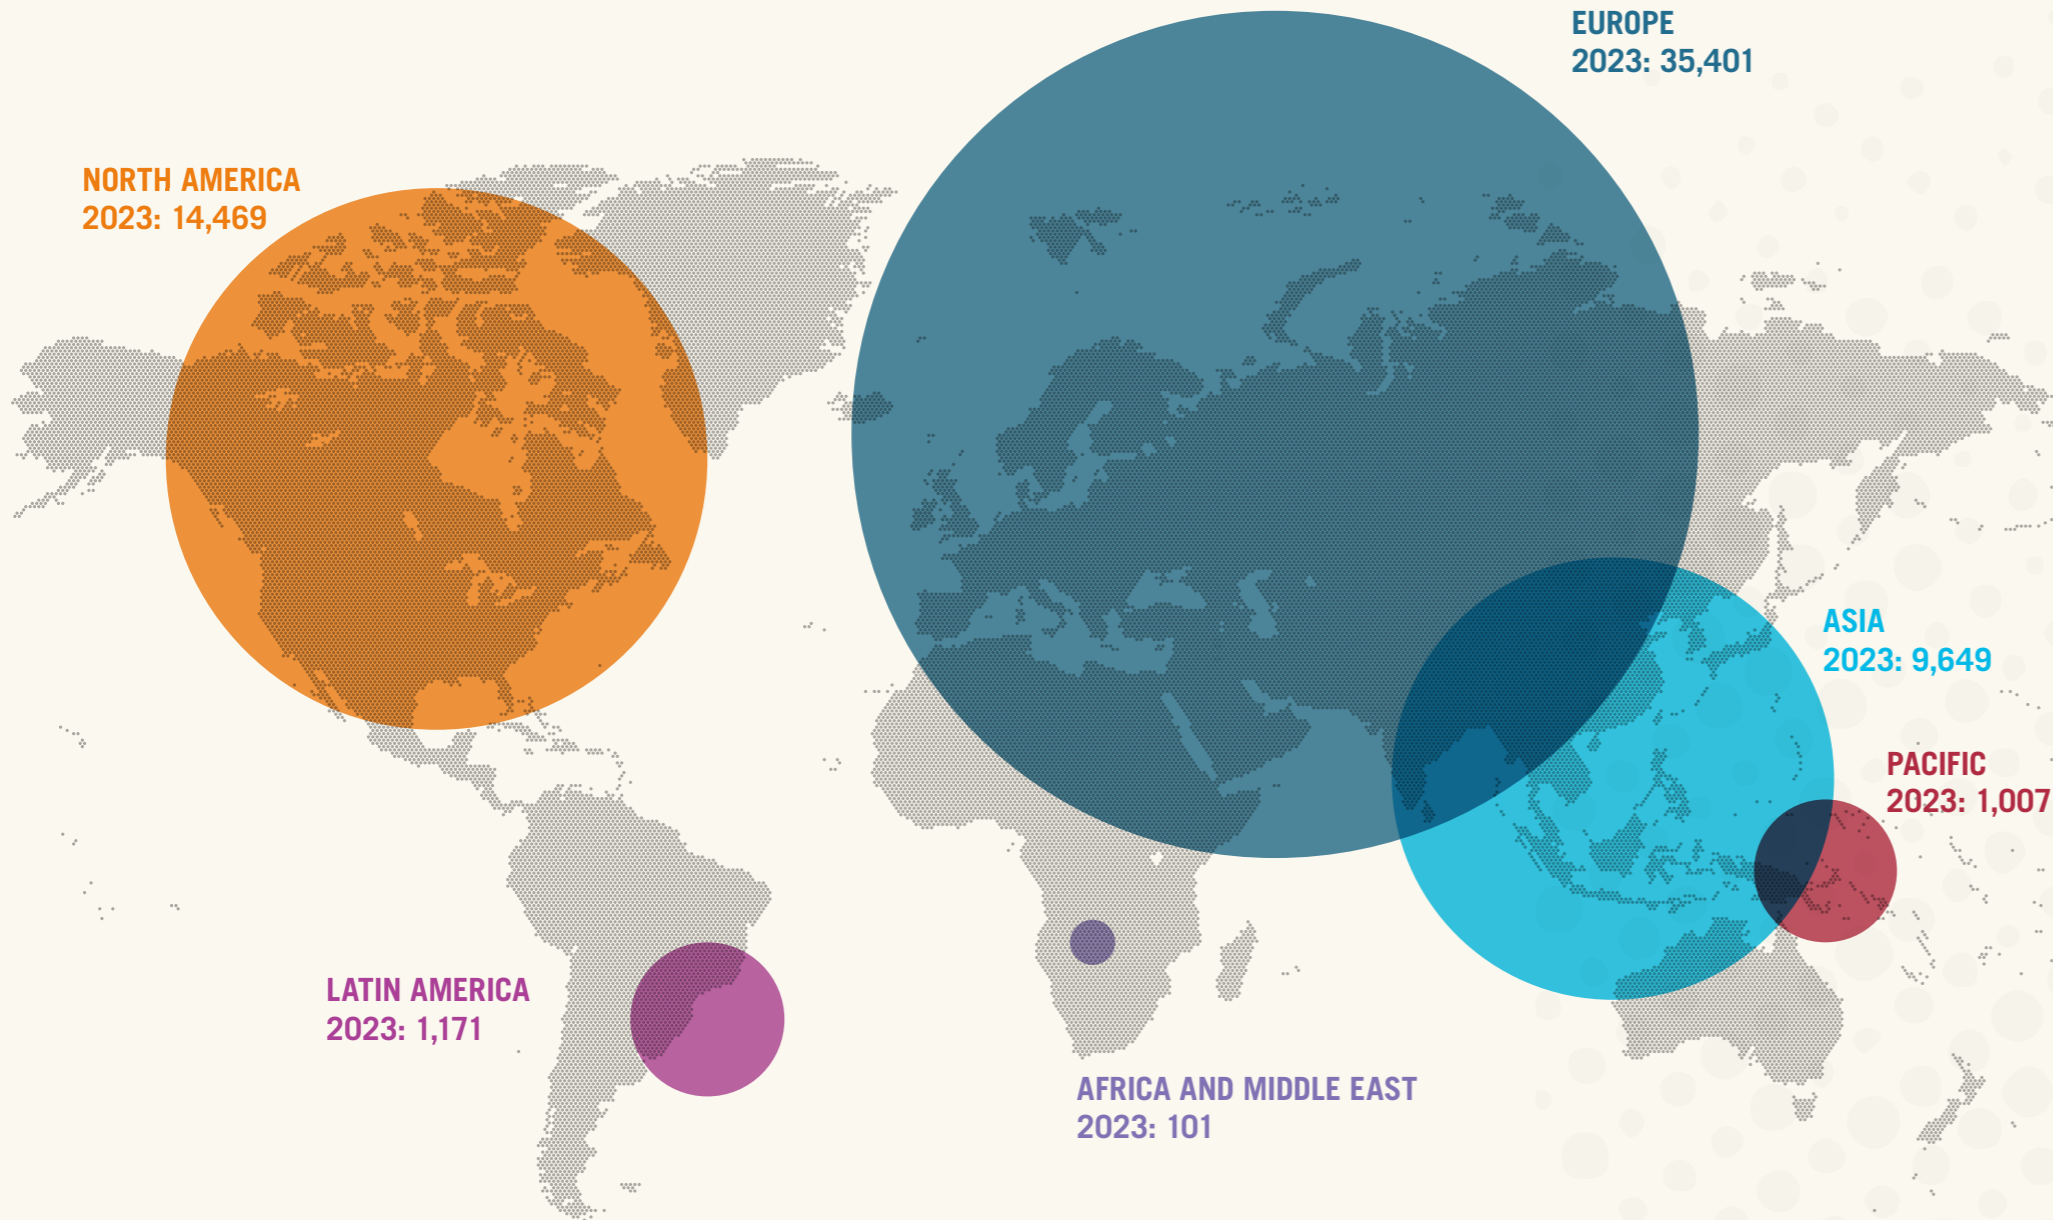 EUROPE
2023: 35,401
NORTH AMERICA
2023: 14,469
ASIA
2023: 9,649
PACIFIC
2023: 1,007
LATIN AMERICA
2023: 1,171
AFRICA AND MIDDLE EAST
2023: 101